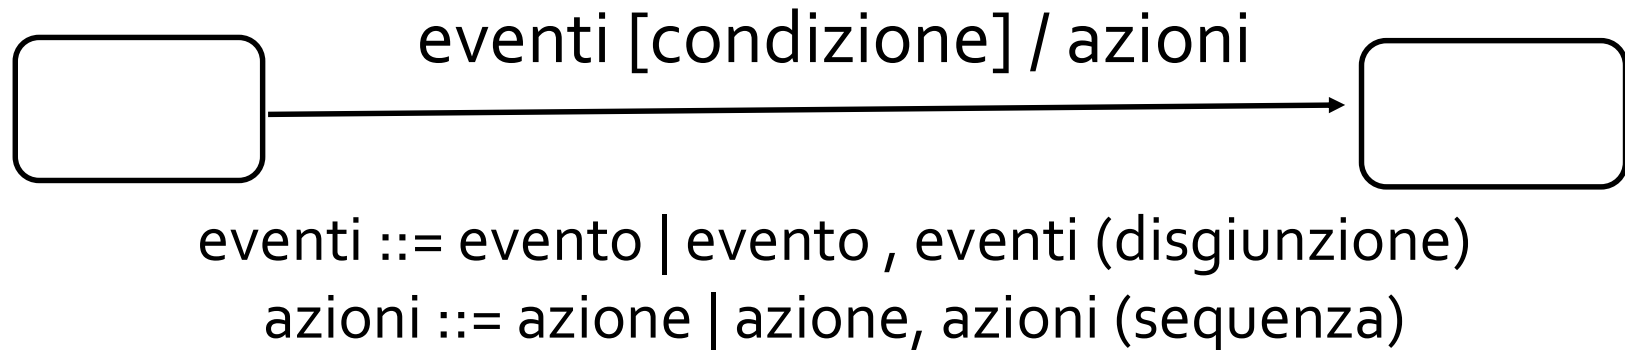 eventi [condizione] / azioni
eventi ::= evento | evento , eventi (disgiunzione)
azioni ::= azione | azione, azioni (sequenza)